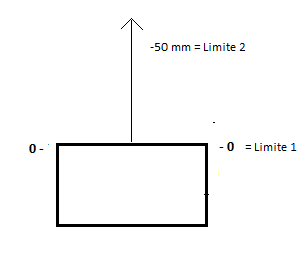 -50 mm = Limite 2
0 - - 0 = Limite 1